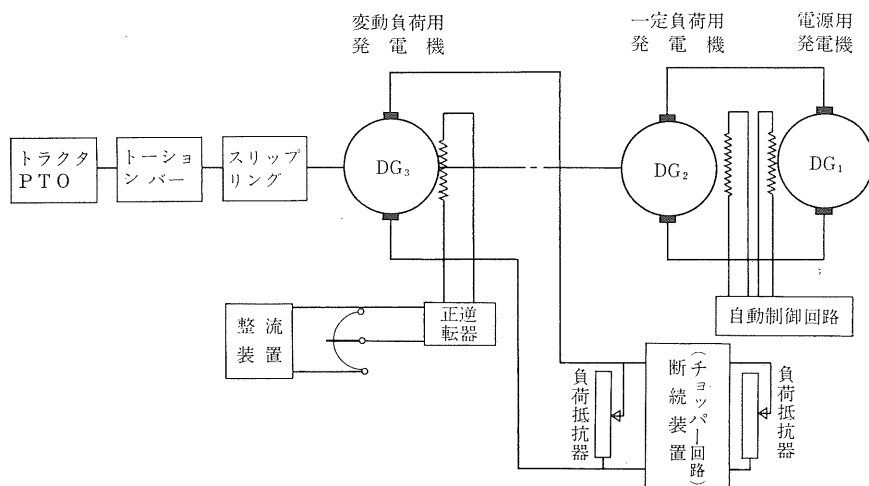 変動負荷用
発電機
一定負荷用
発電機
電源用
発電機
トラクタ
PTO
トーショ
ンバー
スリップ
リング
DG₃
DG₂
DG₁
整流
装置
正逆
転器
自動制御回路
負荷抵抗器
断続装置
(チョッパー回路)
負荷抵抗器